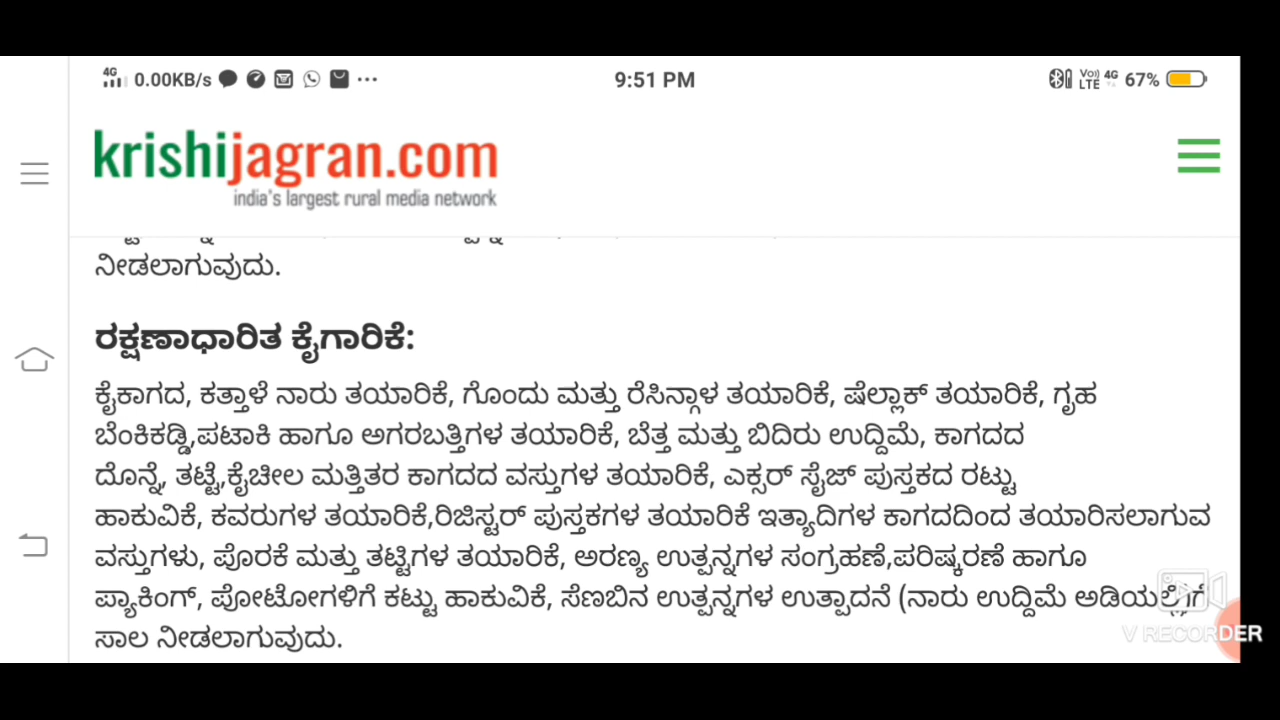 4G 0.00KB/s 9:51 PM Vo) LTE 4G 67%
krishijagran.com
india's largest rural media network
ನೀಡಲಾಗುವುದು.
ರಕ್ಷಣಾಧಾರಿತ ಕೈಗಾರಿಕೆ:
ಕೈಕಾಗದ, ಕತ್ತಾಳೆ ನಾರು ತಯಾರಿಕೆ, ಗೊಂದು ಮತ್ತು ರೆಸಿನ್ಗಾಳ ತಯಾರಿಕೆ, ಷೆಲ್ಲಾಕ್ ತಯಾರಿಕೆ, ಗೃಹ
ಬೆಂಕಿಕಡ್ಡಿ,ಪಟಾಕಿ ಹಾಗೂ ಅಗರಬತ್ತಿಗಳ ತಯಾರಿಕೆ, ಬೆತ್ತ ಮತ್ತು ಬಿದಿರು ಉದ್ದಿಮೆ, ಕಾಗದದ
ದೊನ್ನೆ, ತಟ್ಟೆ,ಕೈಚೀಲ ಮತ್ತಿತರ ಕಾಗದದ ವಸ್ತುಗಳ ತಯಾರಿಕೆ, ಎಕ್ಸರ್ ಸೈಜ್ ಪುಸ್ತಕದ ರಟ್ಟು
ಹಾಕುವಿಕೆ, ಕವರುಗಳ ತಯಾರಿಕೆ,ರಿಜಿಸ್ಟರ್ ಪುಸ್ತಕಗಳ ತಯಾರಿಕೆ ಇತ್ಯಾದಿಗಳ ಕಾಗದದಿಂದ ತಯಾರಿಸಲಾಗುವ
ವಸ್ತುಗಳು, ಪೊರಕೆ ಮತ್ತು ತಟ್ಟಿಗಳ ತಯಾರಿಕೆ, ಅರಣ್ಯ ಉತ್ಪನ್ನಗಳ ಸಂಗ್ರಹಣೆ,ಪರಿಷ್ಕರಣೆ ಹಾಗೂ
ಪ್ಯಾಕಿಂಗ್, ಪೋಟೋಗಳಿಗೆ ಕಟ್ಟು ಹಾಕುವಿಕೆ, ಸೆಣಬಿನ ಉತ್ಪನ್ನಗಳ ಉತ್ಪಾದನೆ (ನಾರು ಉದ್ದಿಮೆ
ಸಾಲ ನೀಡಲಾಗುವುದು.
V RECORDER